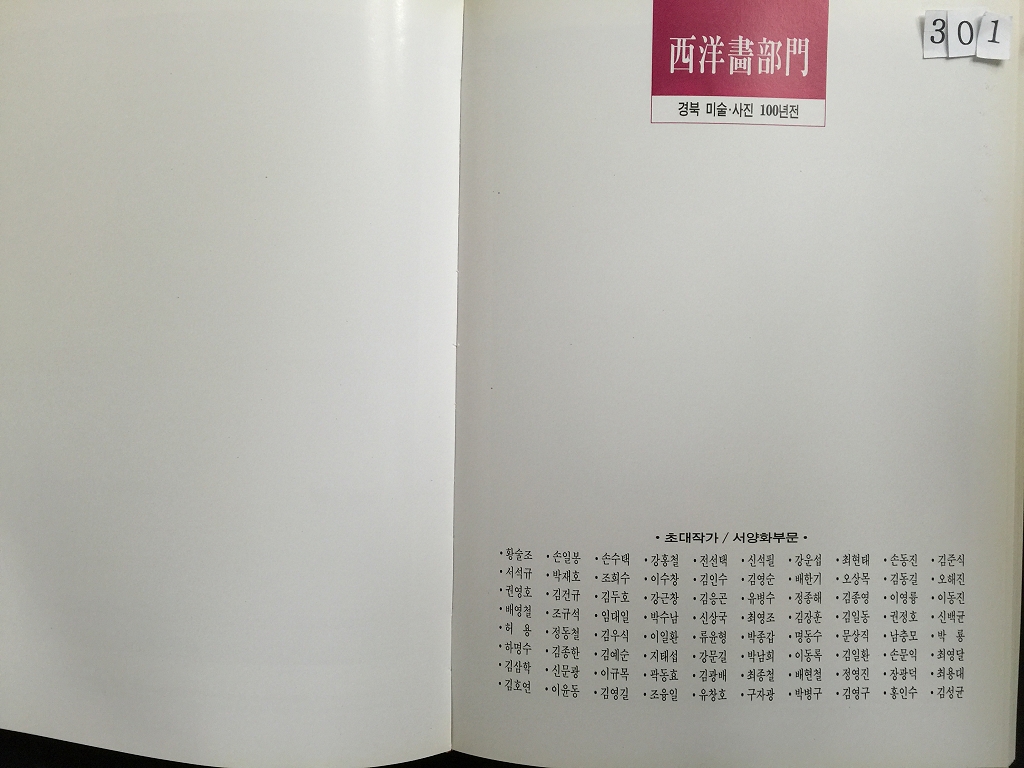 301
西洋畵部門
경북 미술·사진 100년전
• 초대작가 / 서양화부문 •
•황술조 •손일봉 •손수택 •강홍철 •전선택 •신석필 •강운섭 •최현태 •손동진 •김준식
•서석규 •박재호 •조희수 •이수창 •김인수 •김영순 •배한기 •오상목 •김동길 •오해진
•권영호 •김건규 •김두호 •강근창 •김응곤 •유병수 •정종해 •김종영 •이영륭 •이동진
•배영철 •조규석 •임대일 •박수남 •신상국 •최영조 •김장훈 •김일동 •권정호 •신백균
•허 용 •정동철 •김우식 •이일환 •류윤형 •박종갑 •명동수 •문상직 •남충모 •박 룡
•하명수 •김종한 •김예순 •지태섭 •강문길 •박남희 •이동록 •김일환 •손문익 •최영달
•김삼학 •신문광 •이규목 •곽동효 •김광배 •최종철 •배현철 •정영진 •장광덕 •최용대
•김호연 •이윤동 •김영길 •조융일 •유창호 •구자광 •박병구 •김영구 •홍인수 •김성균